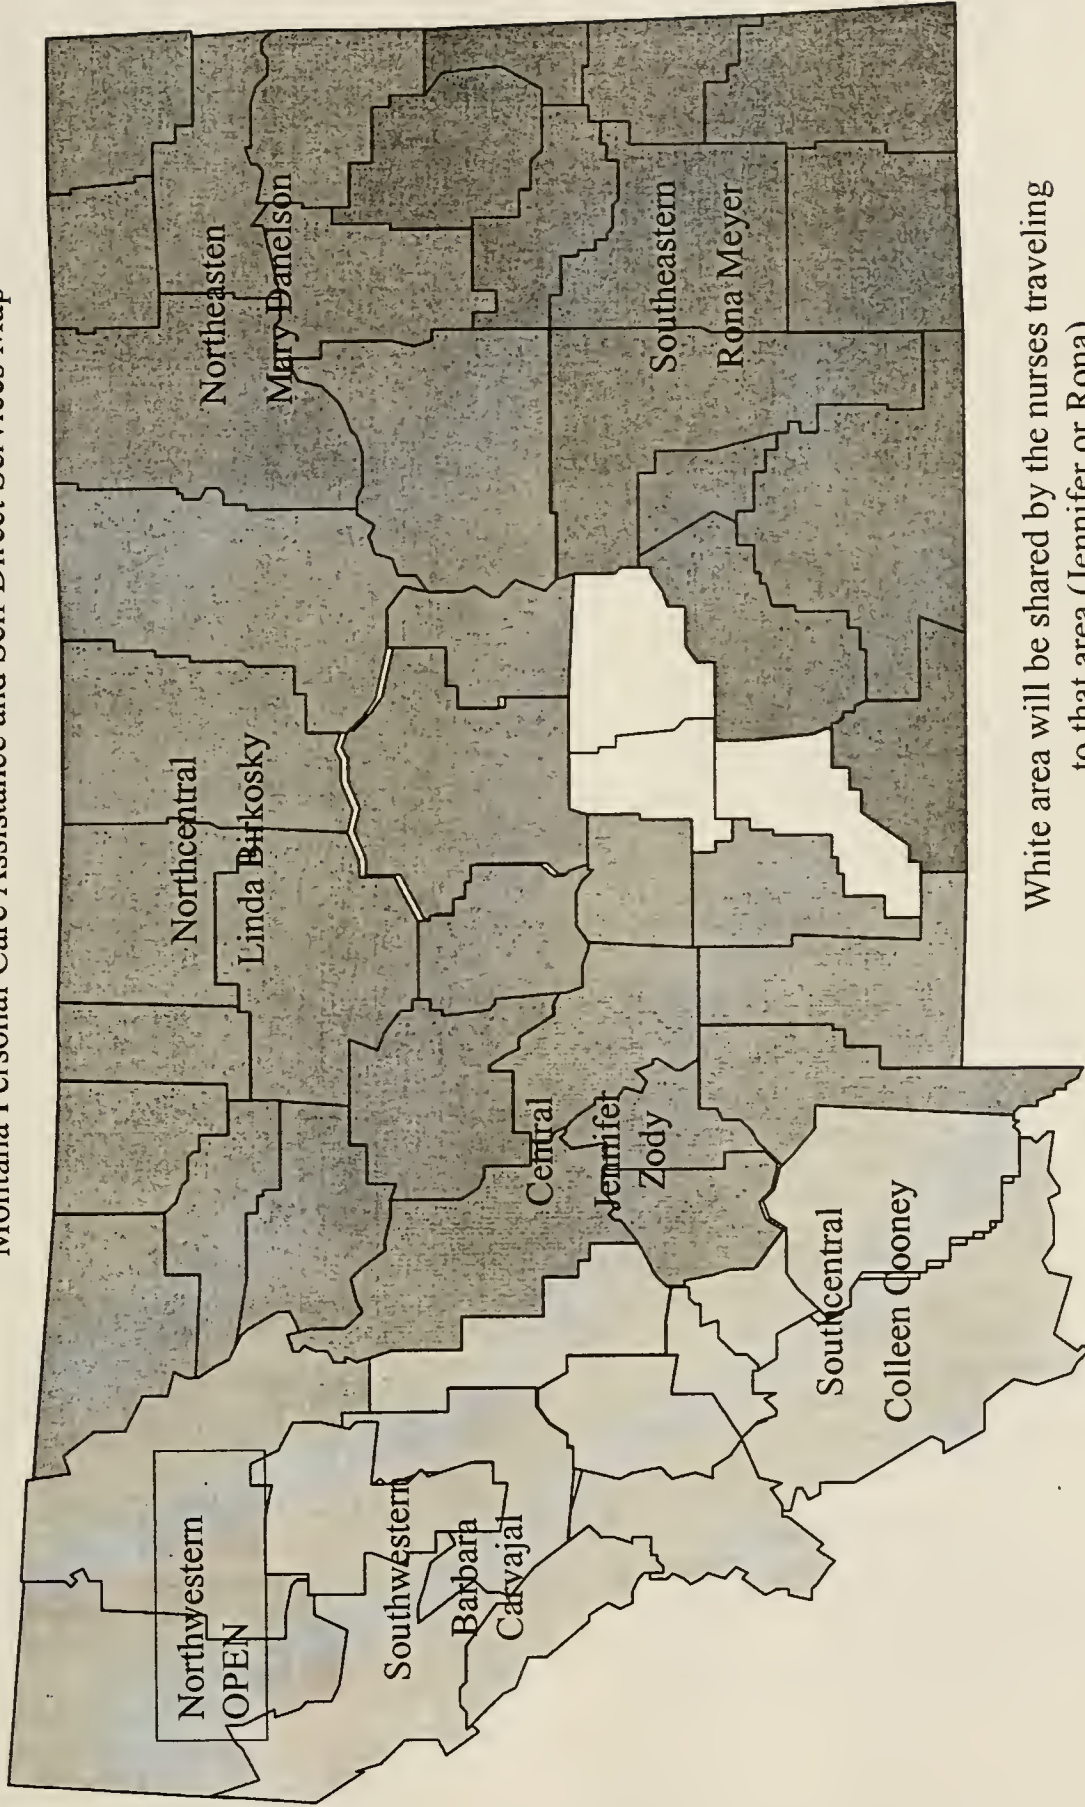 Montana Personal Care Assistance and Self Direct Services Map
Northwestern
OPEN
Southwestern
Barbara
Carvajal
Northcentral
Linda Birkosky
Northeasten
Mary Danelson
Central
Jennifer
Zody
Southeastern
Rona Meyer
Southcentral
Colleen Cooney
White area will be shared by the nurses traveling
to that area (Jennifer or Rona)